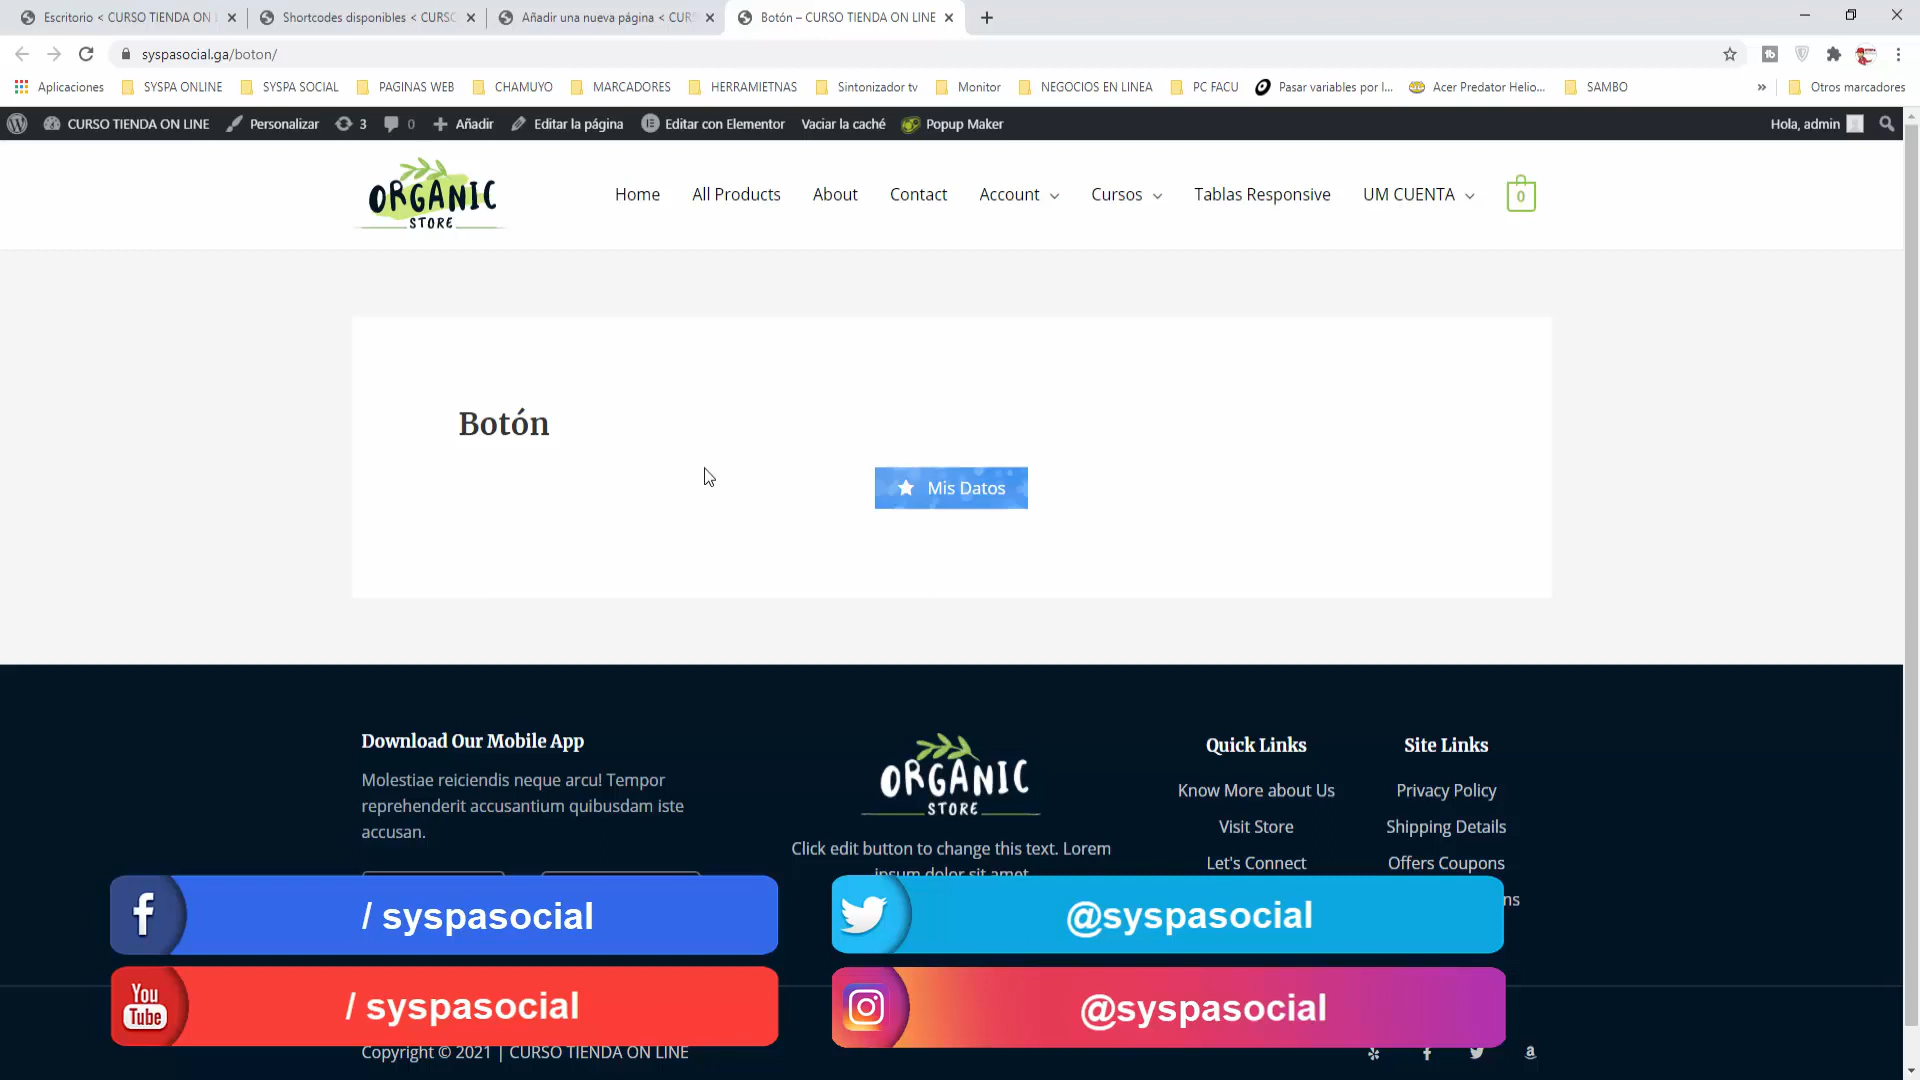 Escritorio < CURSO TIENDA ON
Shortcodes disponibles < CURSO
Añadir una nueva página < CUR
Botón – CURSO TIENDA ON LINE
syspasocial.ga/boton/
Aplicaciones
SYSPA ONLINE
SYSPA SOCIAL
PAGINAS WEB
CHAMUYO
MARCADORES
HERRAMIETNAS
Sintonizador tv
Monitor
NEGOCIOS EN LINEA
PC FACU
Pasar variables por l...
Acer Predator Helio...
SAMBO
»
Otros marcadores
CURSO TIENDA ON LINE
Personalizar
3
0
Añadir
Editar la página
Editar con Elementor
Vaciar la caché
Popup Maker
Hola, admin
ORGANIC
STORE
Home
All Products
About
Contact
Account
Cursos
Tablas Responsive
UM CUENTA
0
Botón
Mis Datos
Download Our Mobile App
Molestiae reiciendis neque arcu! Tempor
reprehenderit accusantium quibusdam iste
accusan.
ORGANIC
STORE
Click edit button to change this text. Lorem
ipsum dolor sit amet
Quick Links
Know More about Us
Visit Store
Let's Connect
Site Links
Privacy Policy
Shipping Details
Offers Coupons
/ syspasocial
@syspasocial
You
Tube
/ syspasocial
@syspasocial
Copyright © 2021 | CURSO TIENDA ON LINE